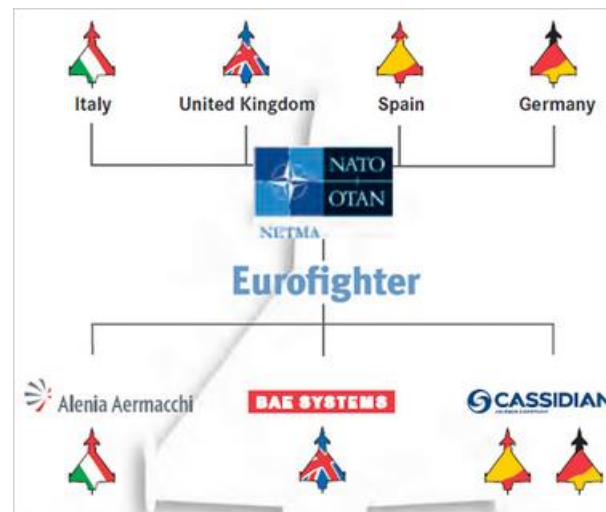 Italy
United Kingdom
Spain
Germany
NATO
OTAN
NETMA
Eurofighter
Alenia Aermacchi
BAE SYSTEMS
CASSIDIAN